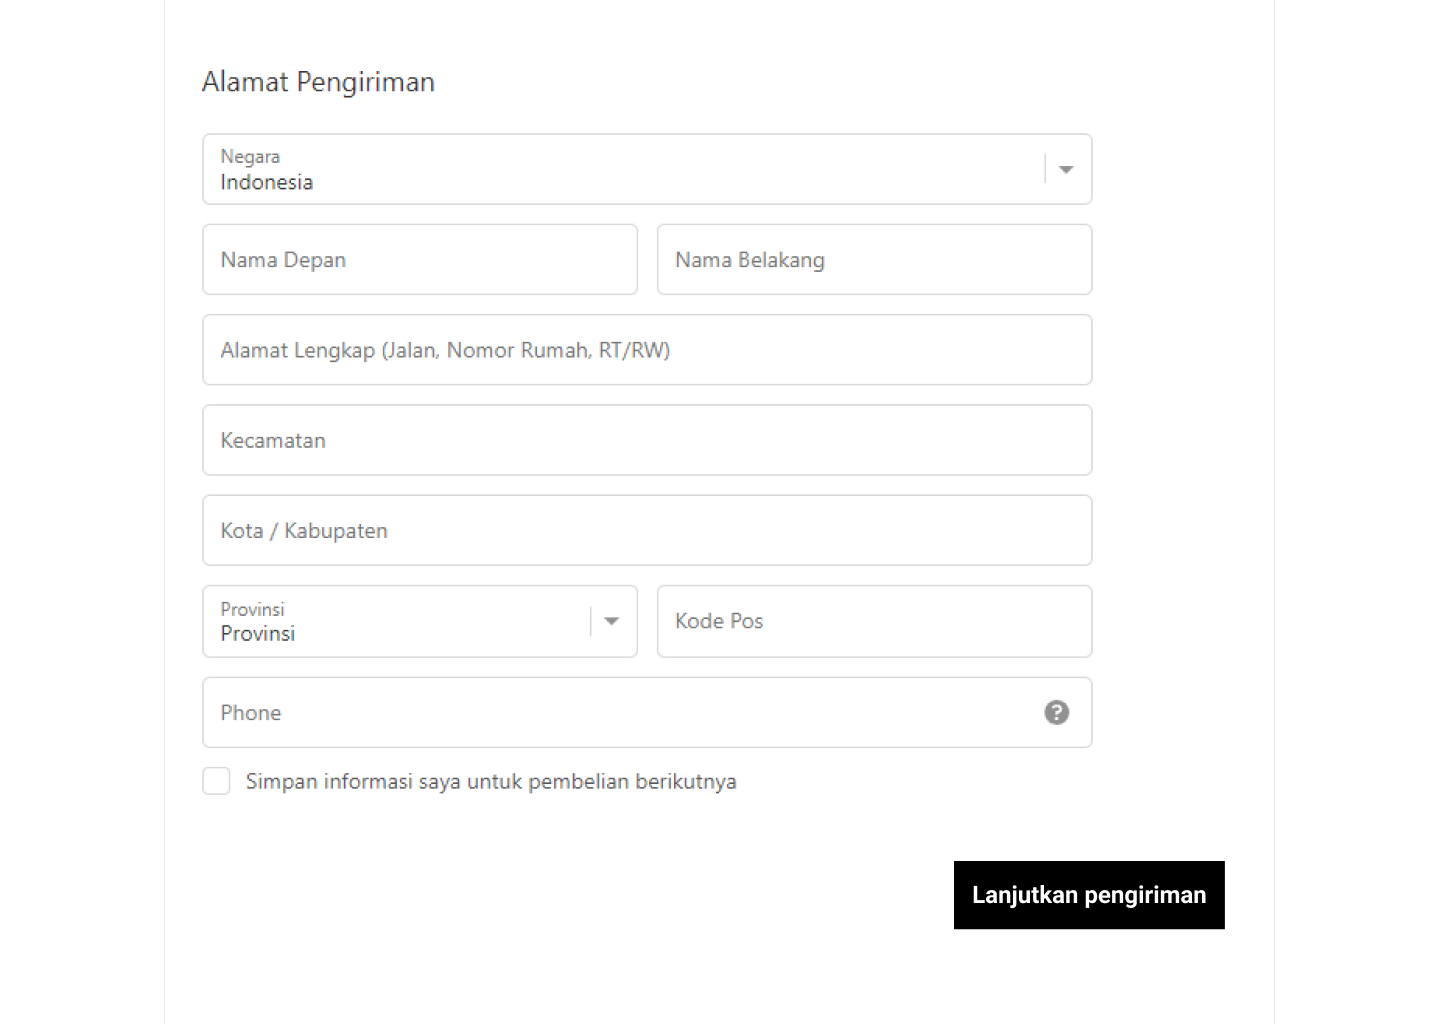 Alamat Pengiriman
Negara
Indonesia
Nama Depan
Nama Belakang
Alamat Lengkap (Jalan, Nomor Rumah, RT/RW)
Kecamatan
Kota / Kabupaten
Provinsi
Provinsi
Kode Pos
Phone
?
Simpan informasi saya untuk pembelian berikutnya
Lanjutkan pengiriman